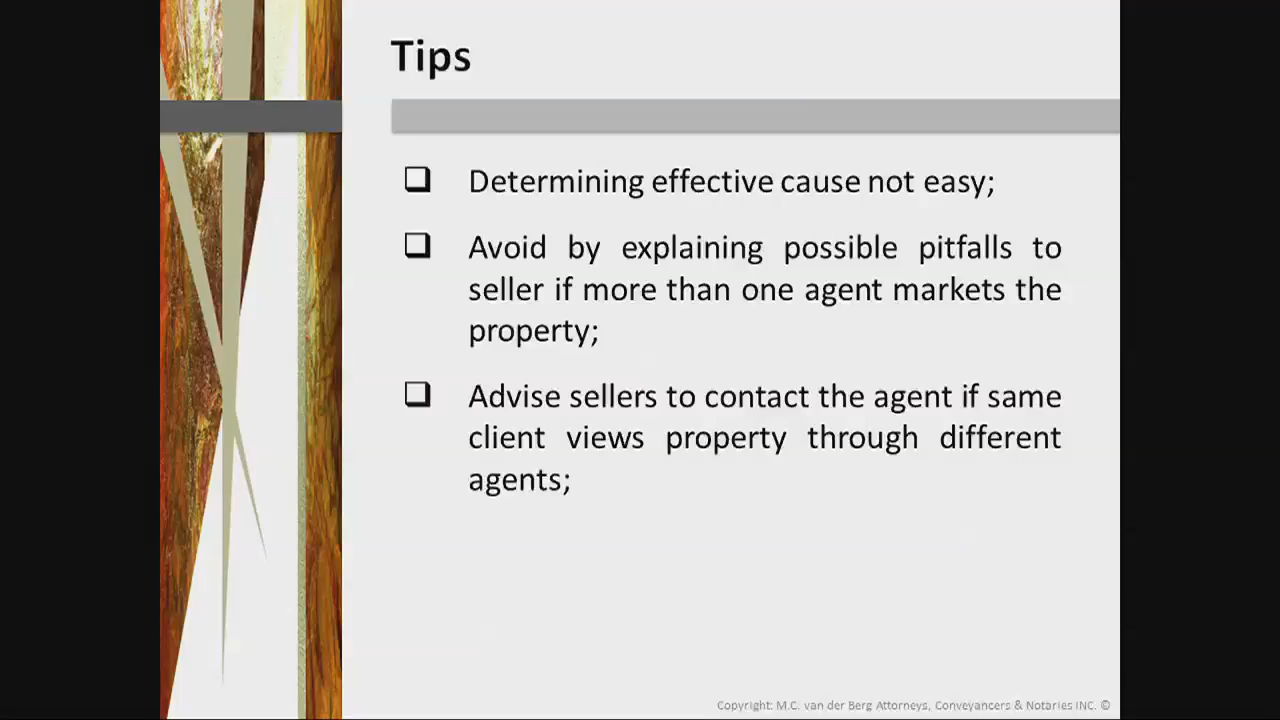 Tips
❑ Determining effective cause not easy;
❑ Avoid by explaining possible pitfalls to
seller if more than one agent markets the
property;
❑ Advise sellers to contact the agent if same
client views property through different
agents;
Copyright: M.C. van der Berg Attorneys, Conveyancers & Notaries INC. ©